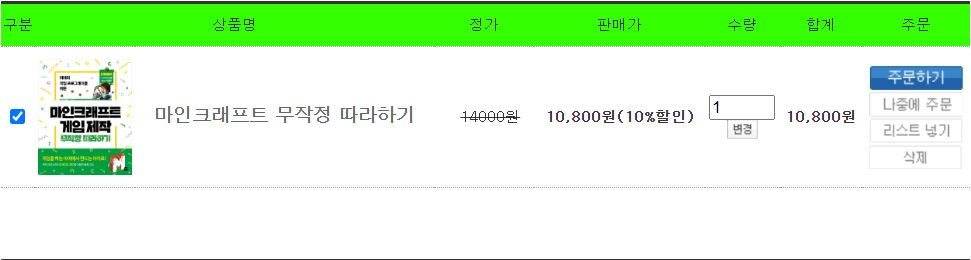 구분 상품명 정가 판매가 수량 합계 주문
마인크래프트
게임 제작
무작정 따라하기
마인크래프트 무작정 따라하기
14000원
10,800원(10%할인)
1
변경
10,800원
주문하기
나중에 주문
리스트 넣기
삭제